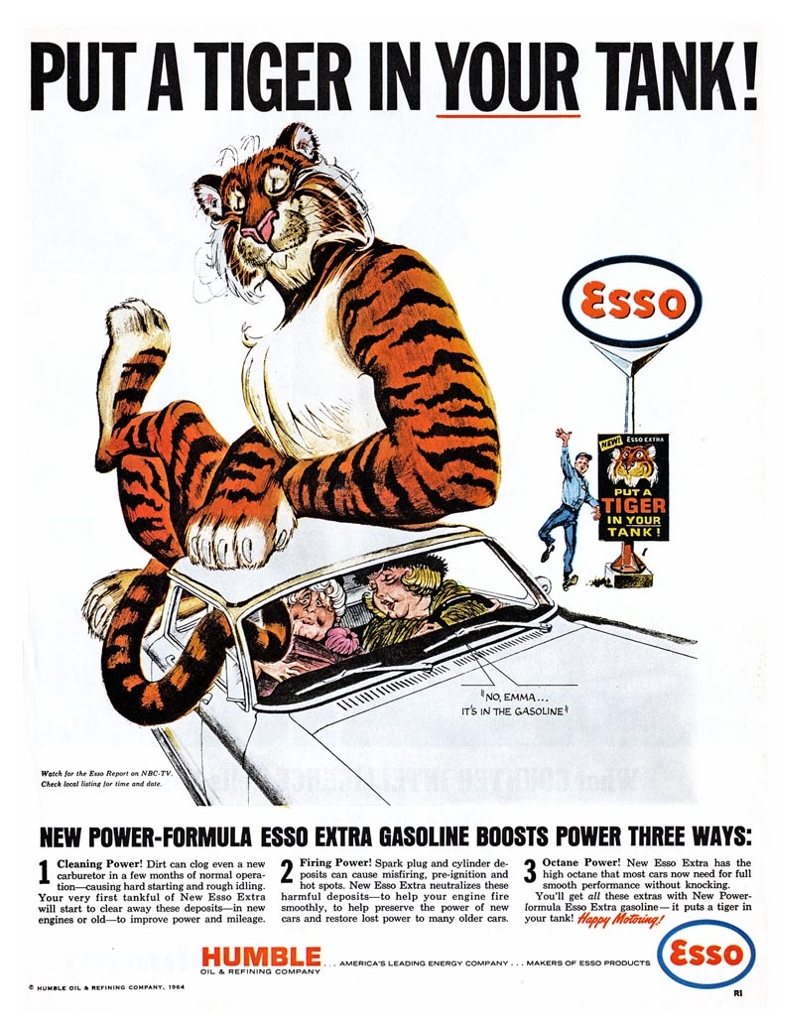 PUT A TIGER IN YOUR TANK!
Esso
NEW! ESSO EXTRA
PUT A
TIGER
IN YOUR
TANK!
"NO, EMMA...
IT'S IN THE GASOLINE"
Watch for the Esso Report on NBC-TV.
Check local listing for time and date.
NEW POWER-FORMULA ESSO EXTRA GASOLINE BOOSTS POWER THREE WAYS:
1 Cleaning Power! Dirt can clog even a new
carburetor in a few months of normal opera-
tion—causing hard starting and rough idling.
Your very first tankful of New Esso Extra
will start to clear away these deposits—in new
engines or old—to improve power and mileage.
2 Firing Power! Spark plug and cylinder de-
posits can cause misfiring, pre-ignition and
hot spots. New Esso Extra neutralizes these
harmful deposits—to help your engine fire
smoothly, to help preserve the power of new
cars and restore lost power to many older cars.
3 Octane Power! New Esso Extra has the
high octane that most cars now need for full
smooth performance without knocking.
You'll get all these extras with New Power-
formula Esso Extra gasoline—it puts a tiger in
your tank! Happy Motoring!
HUMBLE
OIL & REFINING COMPANY
... AMERICA'S LEADING ENERGY COMPANY ... MAKERS OF ESSO PRODUCTS
Esso
© HUMBLE OIL & REFINING COMPANY, 1964
RI